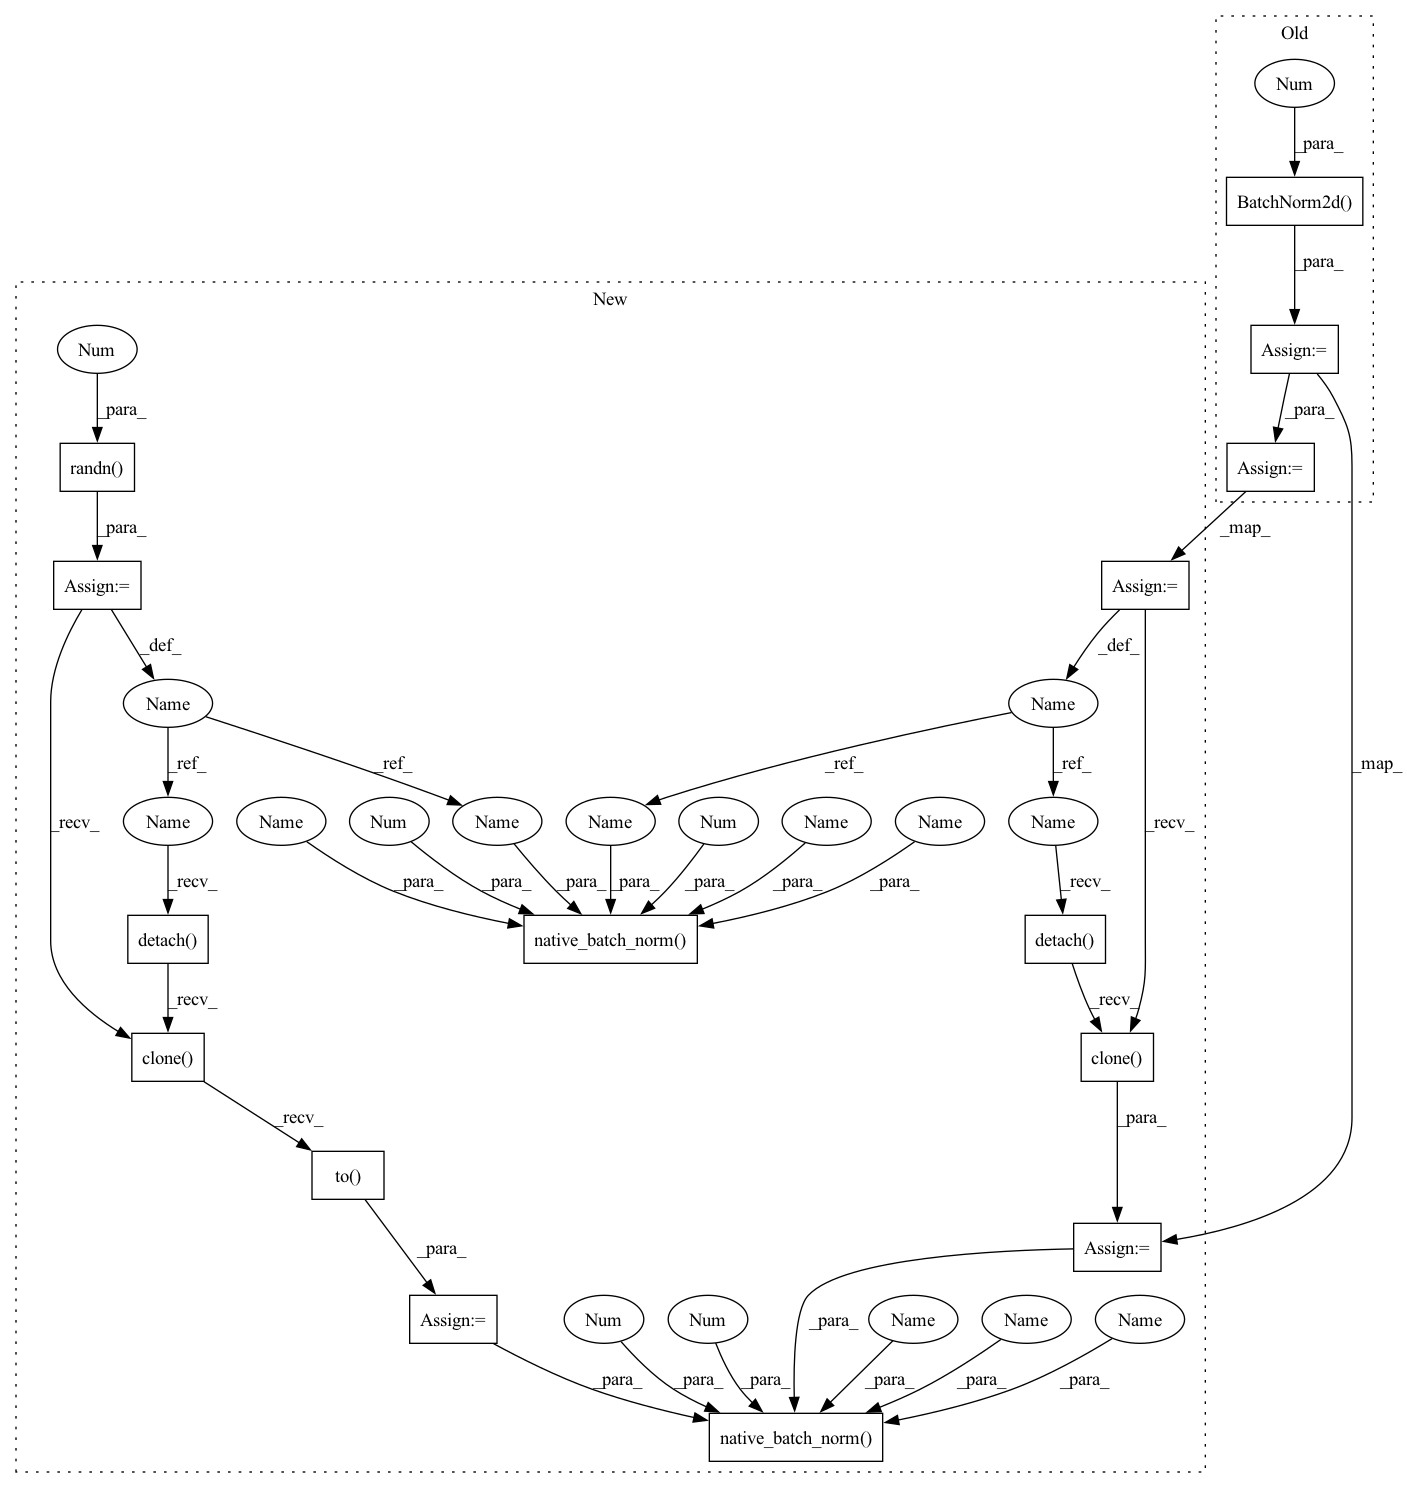 Old
Num
_para_
BatchNorm2d()
_para_
New
Num
Assign:=
_para_
_para_
randn()
Assign:=
_para_
_map_
Assign:=
Assign:=
_def_
_def_
Name
Name
_ref_
_ref_
_ref_
_ref_
_map_
_recv_
Name
Name
Num
Name
Name
Num
Name
Name
Name
_recv_
_recv_
_para_
_para_
_para_
_para_
_para_
_para_
_para_
_recv_
detach()
native_batch_norm()
detach()
_recv_
_recv_
clone()
clone()
_recv_
_para_
to()
_para_
Assign:=
Assign:=
Num
Num
Name
Name
Name
_para_
_para_
_para_
_para_
_para_
_para_
_para_
native_batch_norm()